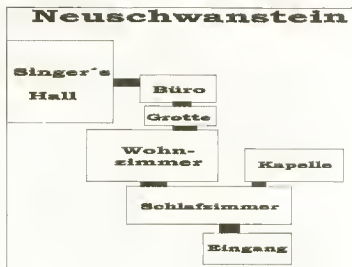 Neuschwanstein
Singer's
Hall
Büro
Grotte
Wohn-
zimmer
Kapelle
Schlafzimmer
Eingang